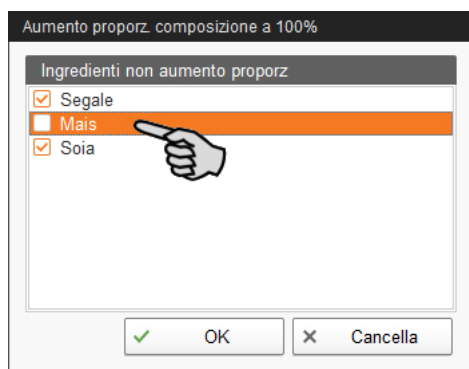 Aumento proporz. composizione a 100%
Ingredienti non aumento proporz
Segale
Mais
Soia
OK
Cancella